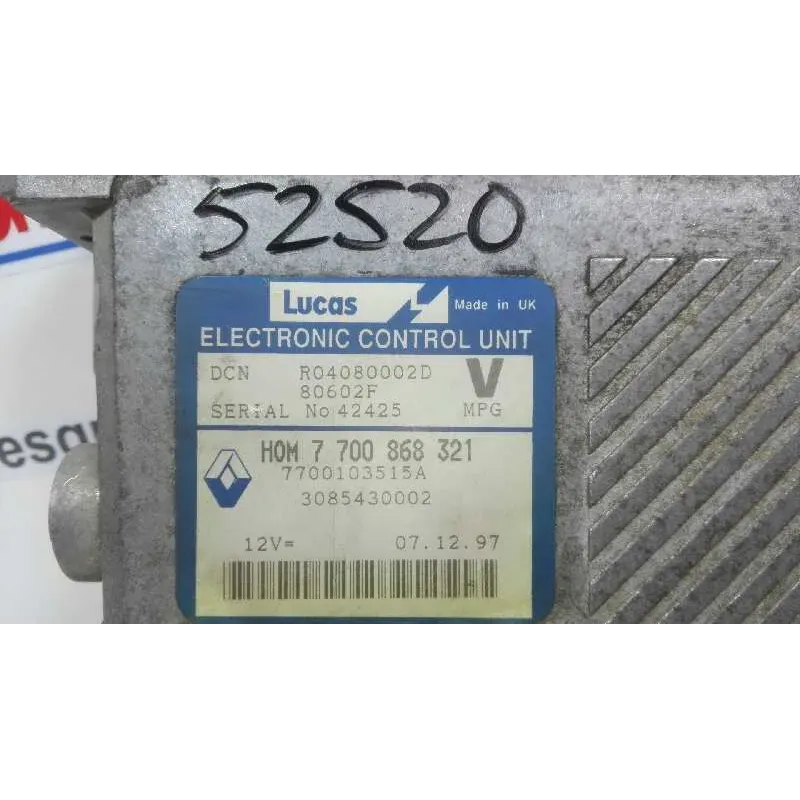 52520
Lucas Made in UK
ELECTRONIC CONTROL UNIT
DCN R04080002D V
80602F
SERIAL No 42425 MPG
HOM 7 700 868 321
7700103515A
3085430002
12V= 07.12.97